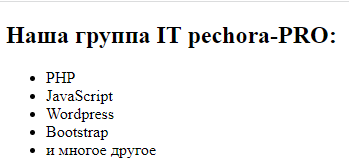 Наша группа IT pechora-PRO:
PHP
JavaScript
Wordpress
Bootstrap
и многое другое